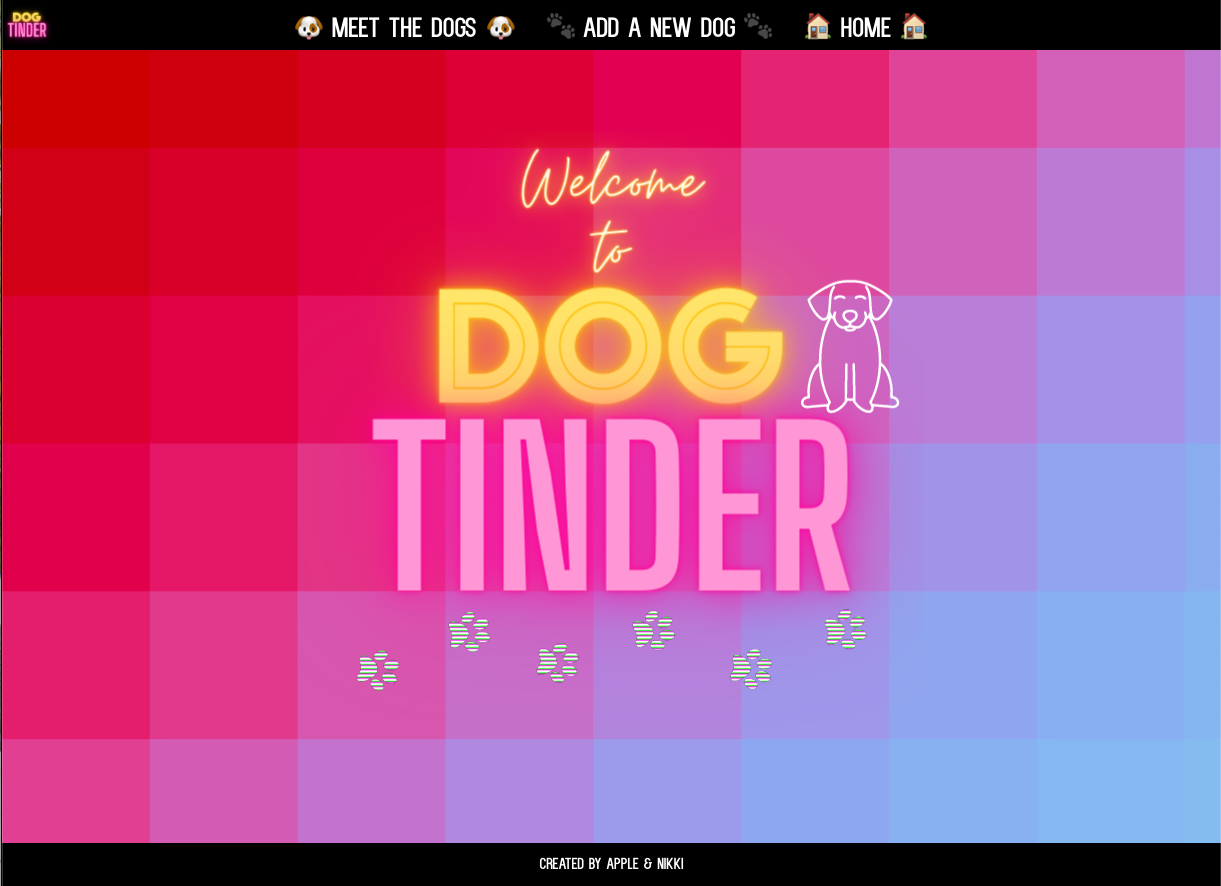 DOG
TINDER
MEET THE DOGS
ADD A NEW DOG
HOME
Welcome
to
DOG
TINDER
CREATED BY APPLE & NIKKI